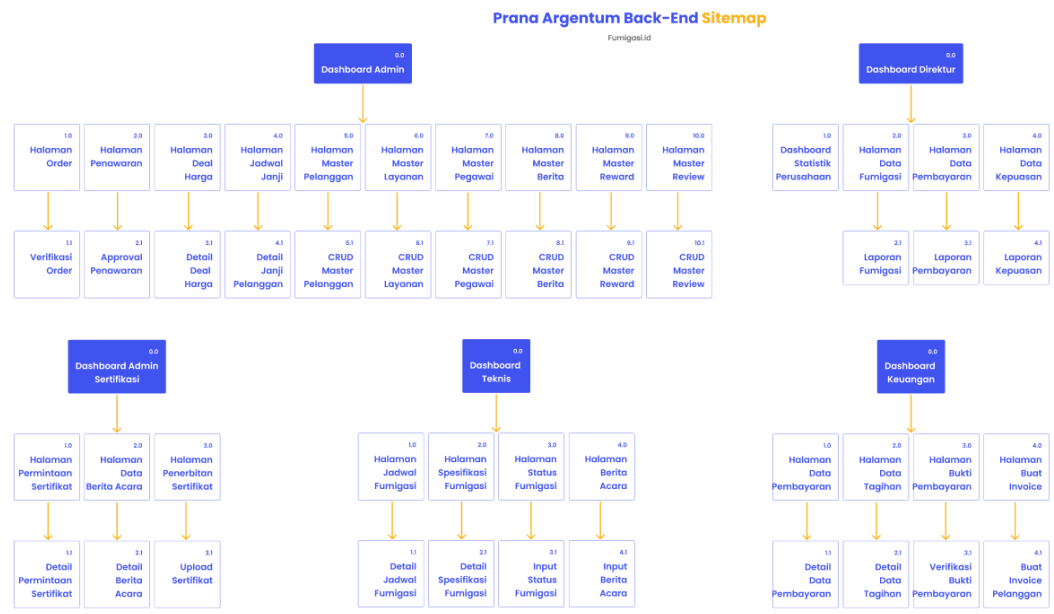 Prana Argentum Back-End Sitemap
Fumigasi.id
0.0
Dashboard Admin
1.0
Halaman
Order
2.0
Halaman
Penawaran
3.0
Halaman
Deal
Harga
4.0
Halaman
Jadwal
Janji
5.0
Halaman
Master
Pelanggan
6.0
Halaman
Master
Layanan
7.0
Halaman
Master
Pegawai
8.0
Halaman
Master
Berita
9.0
Halaman
Master
Reward
10.0
Halaman
Master
Review
1.1
Verifikasi
Order
2.1
Approval
Penawaran
3.1
Detail
Deal
Harga
4.1
Detail
Janji
Pelanggan
5.1
CRUD
Master
Pelanggan
6.1
CRUD
Master
Layanan
7.1
CRUD
Master
Pegawai
8.1
CRUD
Master
Berita
9.1
CRUD
Master
Reward
10.1
CRUD
Master
Review
0.0
Dashboard Direktur
1.0
Dashboard
Statistik
Perusahaan
2.0
Halaman
Data
Fumigasi
3.0
Halaman
Data
Pembayaran
4.0
Halaman
Data
Kepuasan
2.1
Laporan
Fumigasi
3.1
Laporan
Pembayaran
4.1
Laporan
Kepuasan
0.0
Dashboard Admin
Sertifikasi
1.0
Halaman
Permintaan
Sertifikat
2.0
Halaman
Data
Berita Acara
3.0
Halaman
Penerbitan
Sertifikat
1.1
Detail
Permintaan
Sertifikat
2.1
Detail
Berita
Acara
3.1
Upload
Sertifikat
0.0
Dashboard
Teknis
1.0
Halaman
Jadwal
Fumigasi
2.0
Halaman
Spesifikasi
Fumigasi
3.0
Halaman
Status
Fumigasi
4.0
Halaman
Berita
Acara
1.1
Detail
Jadwal
Fumigasi
2.1
Detail
Spesifikasi
Fumigasi
3.1
Input
Status
Fumigasi
4.1
Input
Berita
Acara
0.0
Dashboard
Keuangan
1.0
Halaman
Data
Pembayaran
2.0
Halaman
Data
Tagihan
3.0
Halaman
Bukti
Pembayaran
4.0
Halaman
Buat
Invoice
1.1
Detail
Data
Pembayaran
2.1
Detail
Data
Tagihan
3.1
Verifikasi
Bukti
Pembayaran
4.1
Buat
Invoice
Pelanggan